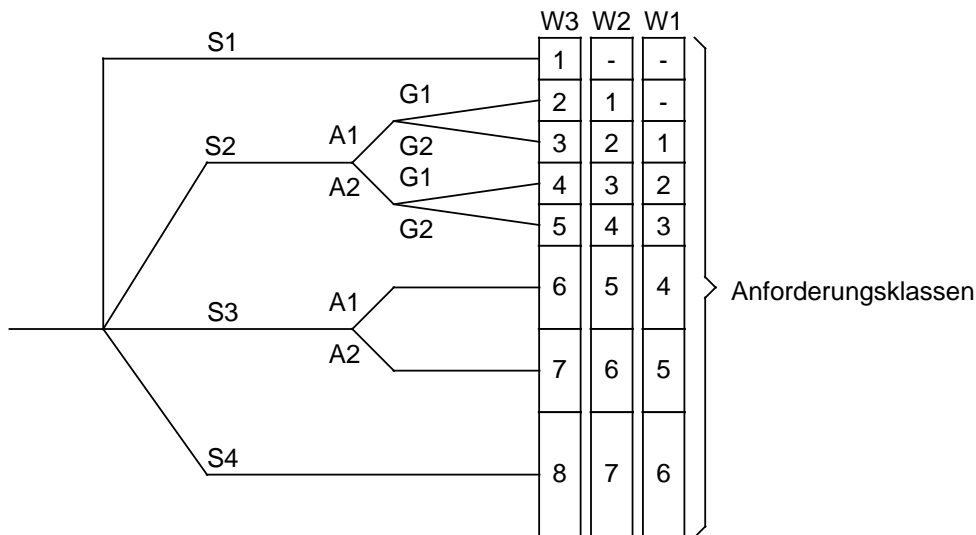 W3 W2 W1
S1 1 - -
G1 2 1 -
A1
S2 G2 3 2 1
A2 G1 4 3 2
G2 5 4 3
A1 6 5 4
Anforderungsklassen
S3
A2 7 6 5
S4 8 7 6